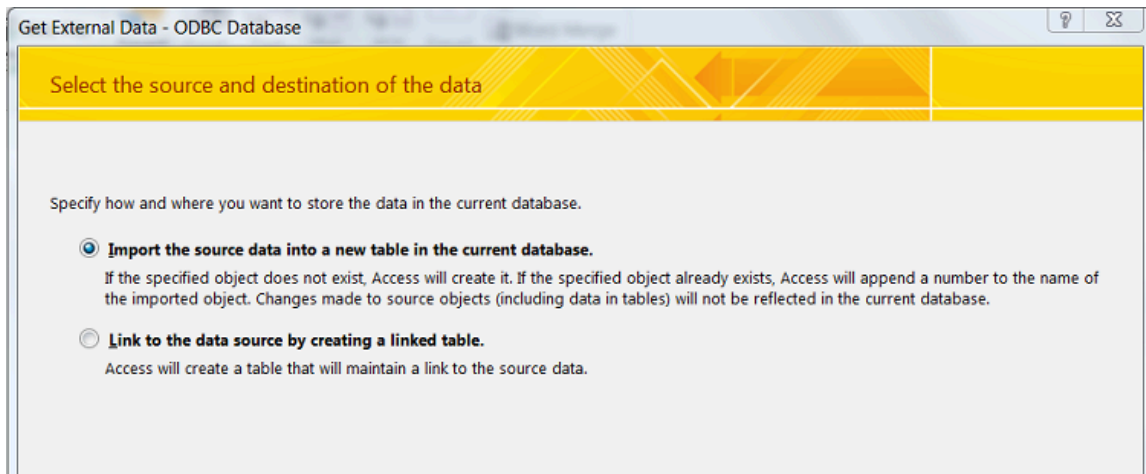 Get External Data - ODBC Database
Select the source and destination of the data
Specify how and where you want to store the data in the current database.
Import the source data into a new table in the current database.
If the specified object does not exist, Access will create it. If the specified object already exists, Access will append a number to the name of
the imported object. Changes made to source objects (including data in tables) will not be reflected in the current database.
Link to the data source by creating a linked table.
Access will create a table that will maintain a link to the source data.